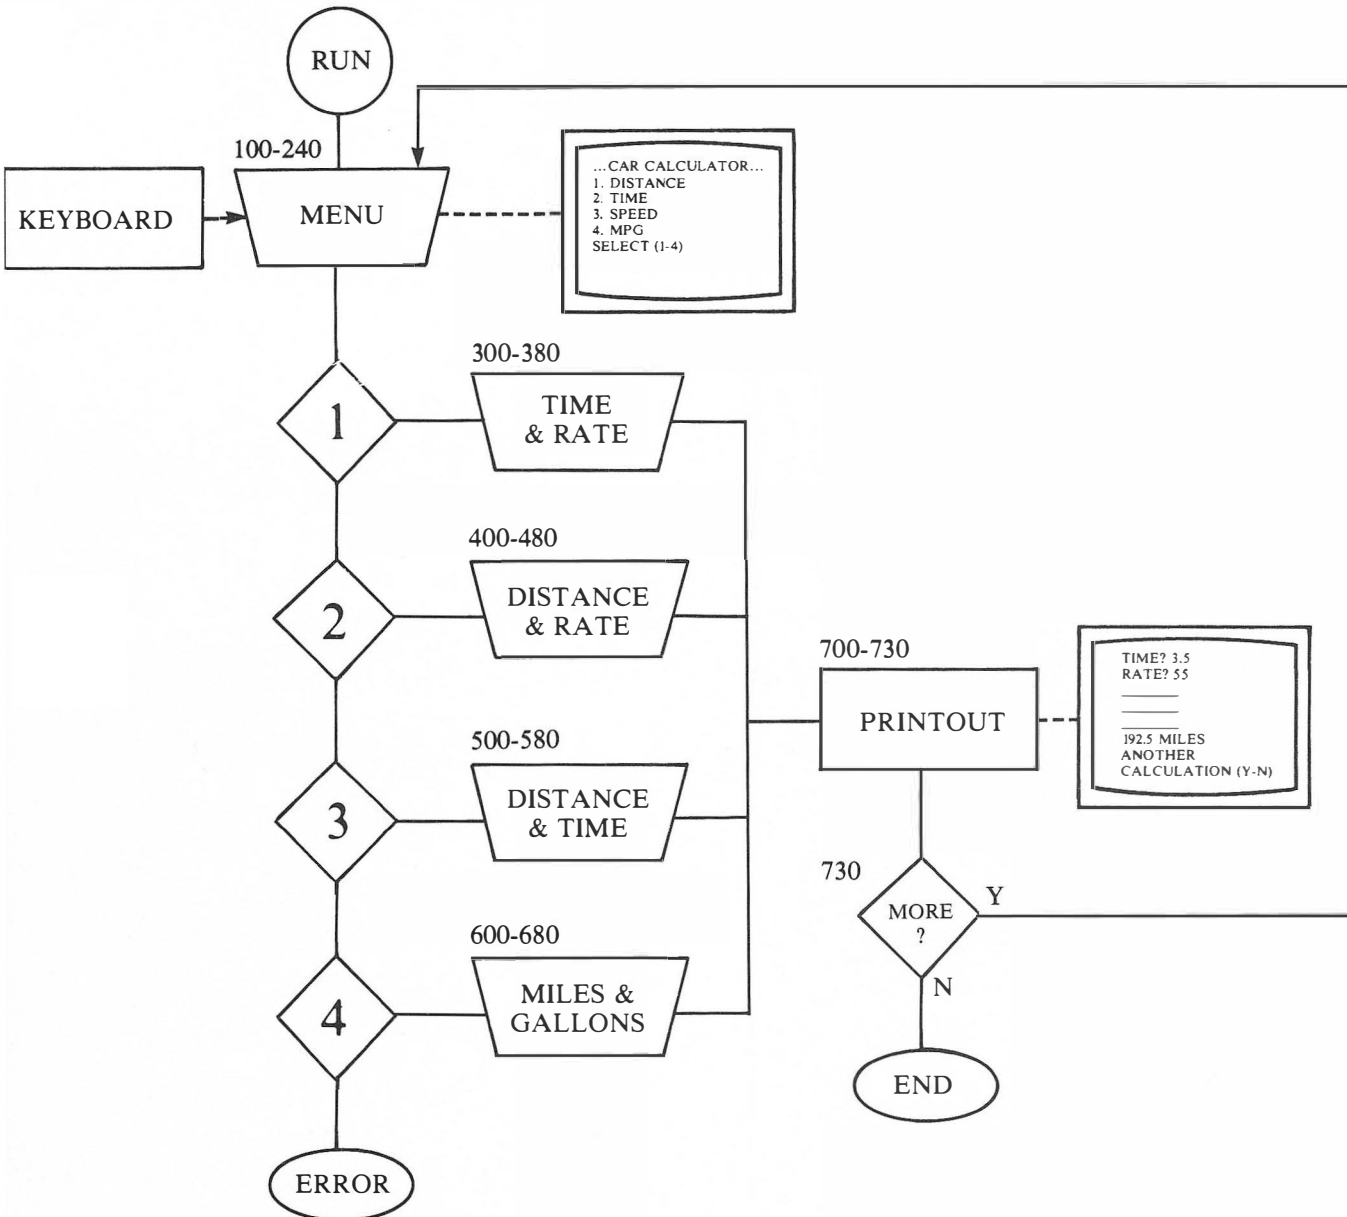 RUN
100-240
KEYBOARD
MENU
...CAR CALCULATOR...
1. DISTANCE
2. TIME
3. SPEED
4. MPG
SELECT (1-4)
300-380
1
TIME
& RATE
400-480
2
DISTANCE
& RATE
500-580
3
DISTANCE
& TIME
600-680
4
MILES &
GALLONS
ERROR
700-730
PRINTOUT
TIME? 3.5
RATE? 55
192.5 MILES
ANOTHER
CALCULATION (Y-N)
730
MORE
?
Y
N
END